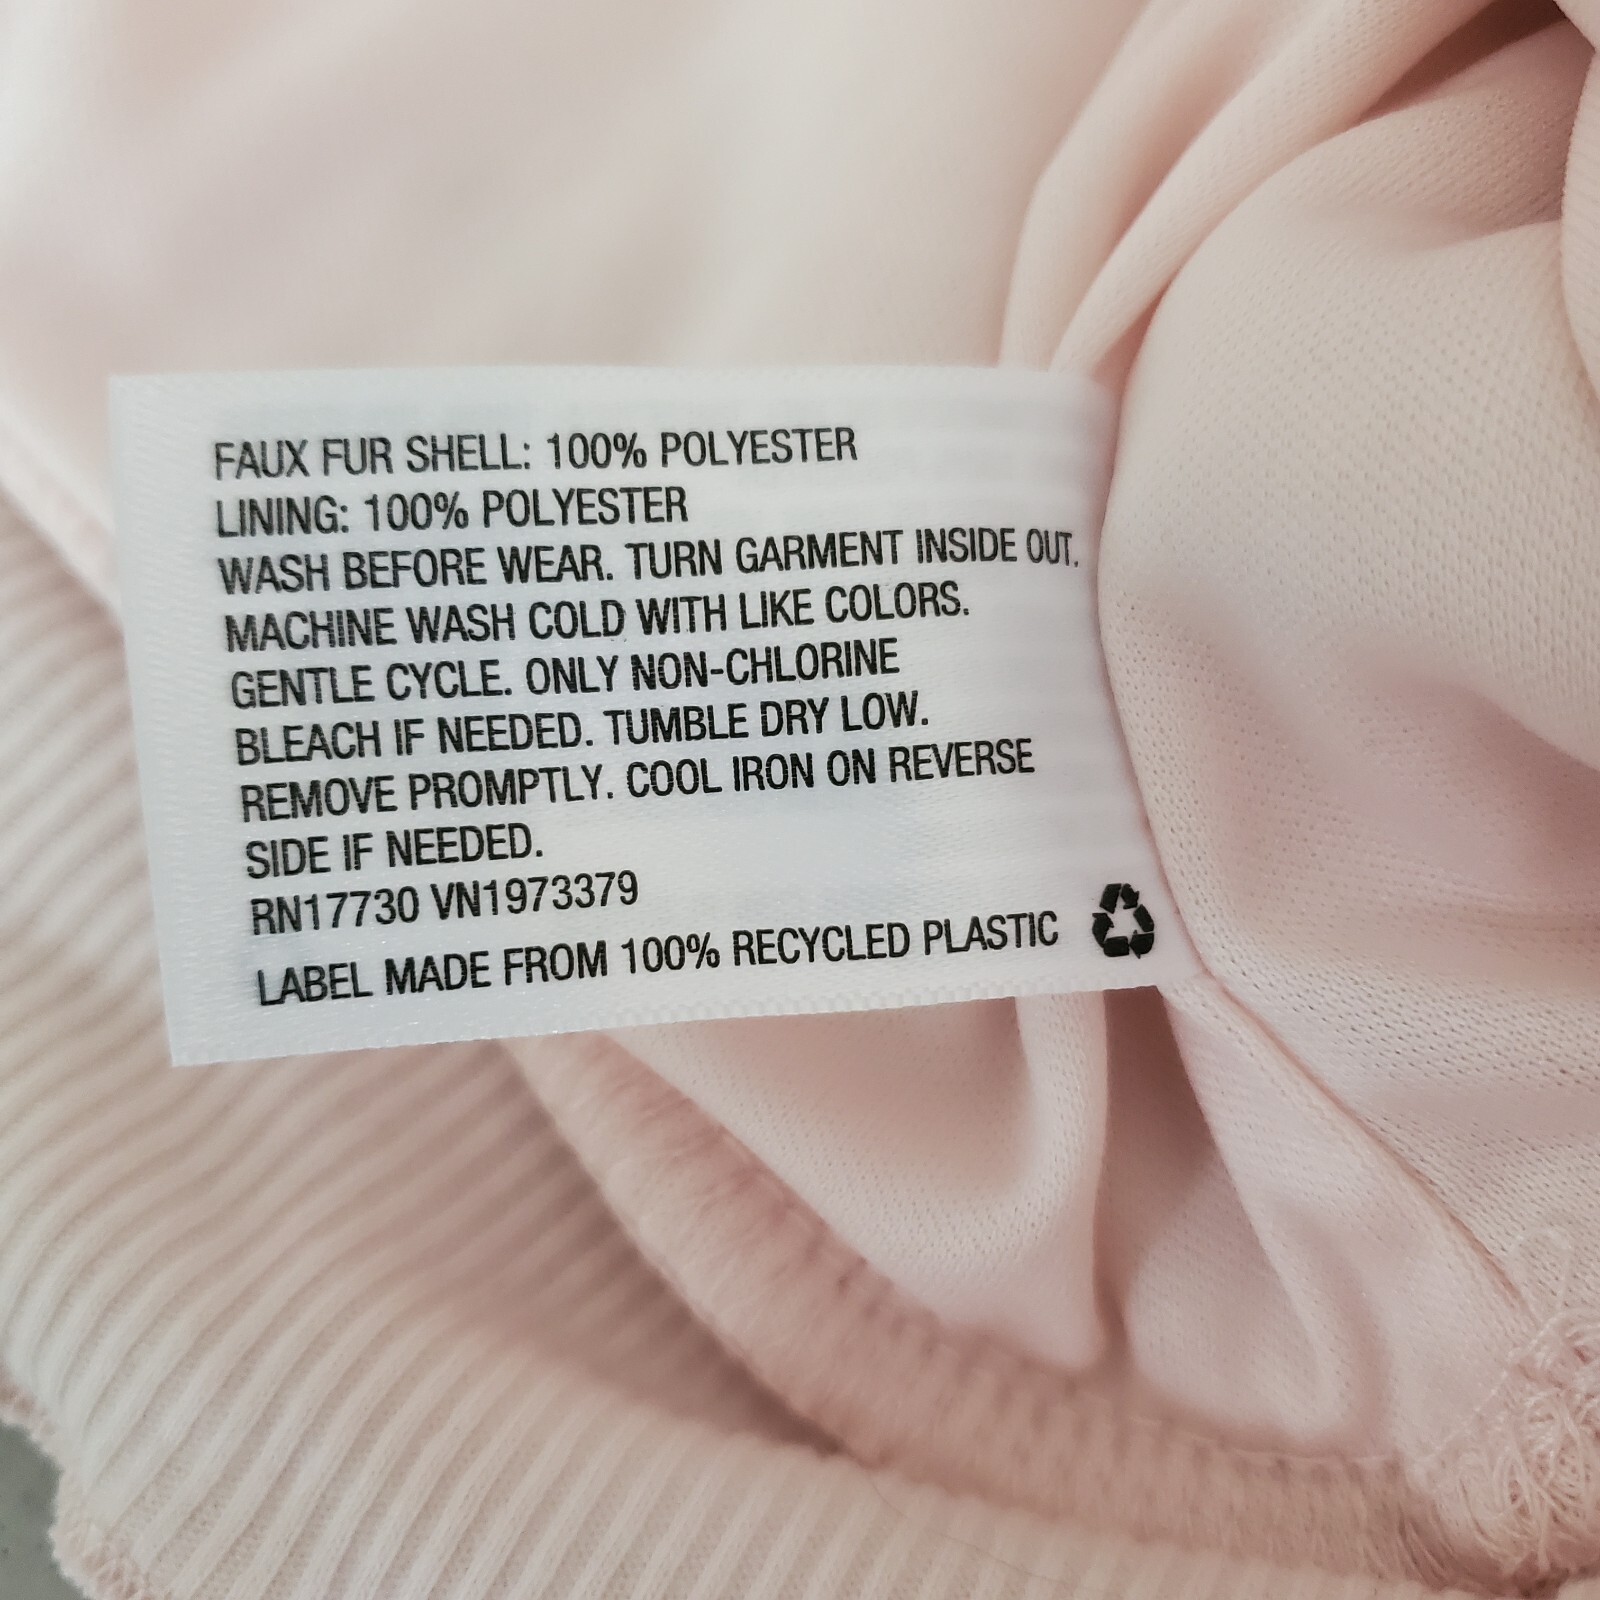 FAUX FUR SHELL: 100% POLYESTER
LINING: 100% POLYESTER
WASH BEFORE WEAR. TURN GARMENT INSIDE OUT.
MACHINE WASH COLD WITH LIKE COLORS.
GENTLE CYCLE. ONLY NON-CHLORINE
BLEACH IF NEEDED. TUMBLE DRY LOW.
REMOVE PROMPTLY. COOL IRON ON REVERSE
SIDE IF NEEDED.
RN17730 VN1973379
LABEL MADE FROM 100% RECYCLED PLASTIC